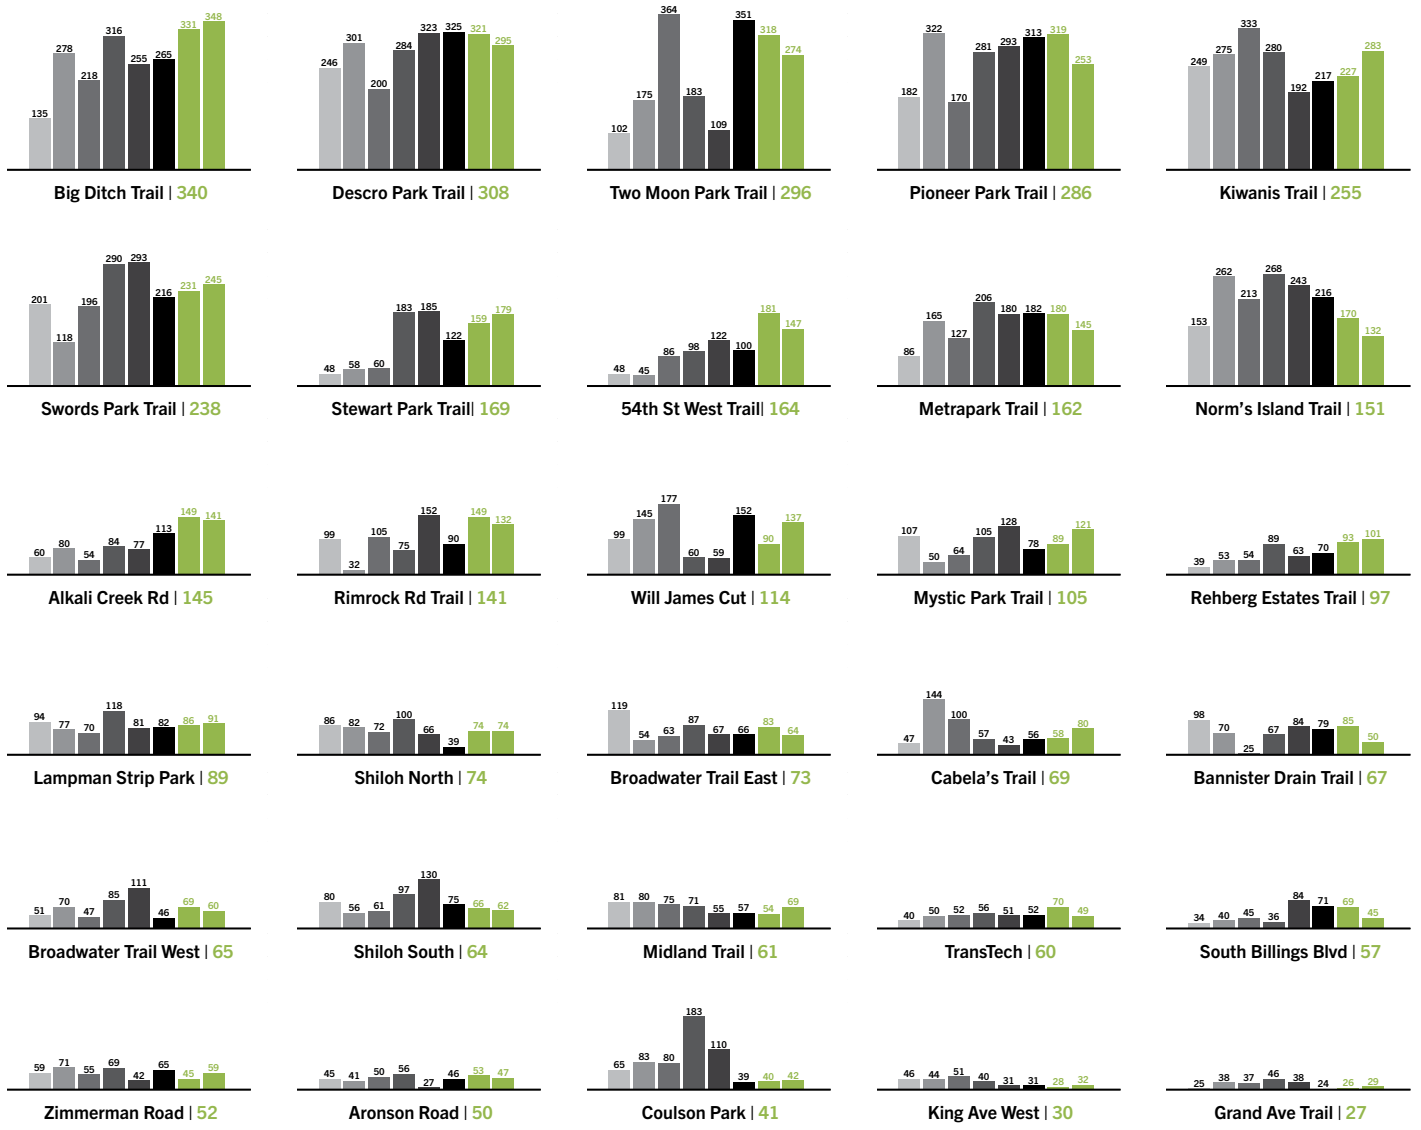 135 278 218 316 255 265 331 348
Big Ditch Trail | 340
246 301 200 284 323 325 321 295
Descro Park Trail | 308
102 175 364 183 109 351 318 274
Two Moon Park Trail | 296
182 322 170 281 293 313 319 253
Pioneer Park Trail | 286
249 275 333 280 192 217 227 283
Kiwanis Trail | 255
201 118 196 290 293 216 231 245
Swords Park Trail | 238
48 58 60 183 185 122 159 179
Stewart Park Trail| 169
48 45 86 98 122 100 181 147
54th St West Trail| 164
86 165 127 206 180 182 180 145
Metrapark Trail | 162
153 262 213 268 243 216 170 132
Norm's Island Trail | 151
60 80 54 84 77 113 149 141
Alkali Creek Rd | 145
99 32 105 75 152 90 149 132
Rimrock Rd Trail | 141
99 145 177 60 59 152 90 137
Will James Cut | 114
107 50 64 105 128 78 89 121
Mystic Park Trail | 105
39 53 54 89 63 70 93 101
Rehberg Estates Trail | 97
94 77 70 118 81 82 86 91
Lampman Strip Park | 89
86 82 72 100 66 39 74 74
Shiloh North | 74
119 54 63 87 67 66 83 64
Broadwater Trail East | 73
47 144 100 57 43 56 58 80
Cabela's Trail | 69
98 70 25 67 84 79 85 50
Bannister Drain Trail | 67
51 70 47 85 111 46 69 60
Broadwater Trail West | 65
80 56 61 97 130 75 66 62
Shiloh South | 64
81 80 75 71 55 57 54 69
Midland Trail | 61
40 50 52 56 51 52 70 49
TransTech | 60
34 40 45 36 84 71 69 45
South Billings Blvd | 57
59 71 55 69 42 65 45 59
Zimmerman Road | 52
45 41 50 56 27 46 53 47
Aronson Road | 50
65 83 80 183 110 39 40 42
Coulson Park | 41
46 44 51 40 31 31 28 32
King Ave West | 30
25 38 37 46 38 24 26 29
Grand Ave Trail | 27